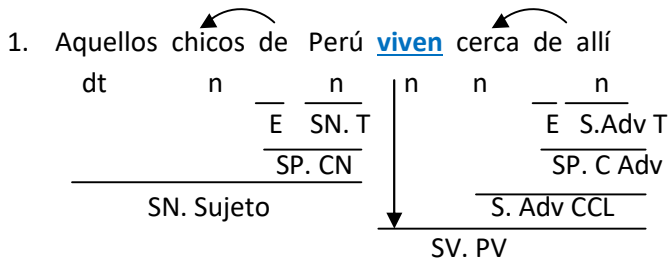 1. Aquellos chicos de Perú viven cerca de allí
dt n n n n n
E SN. T E S.Adv T
SP. CN SP. C Adv
SN. Sujeto S. Adv CCL
SV. PV